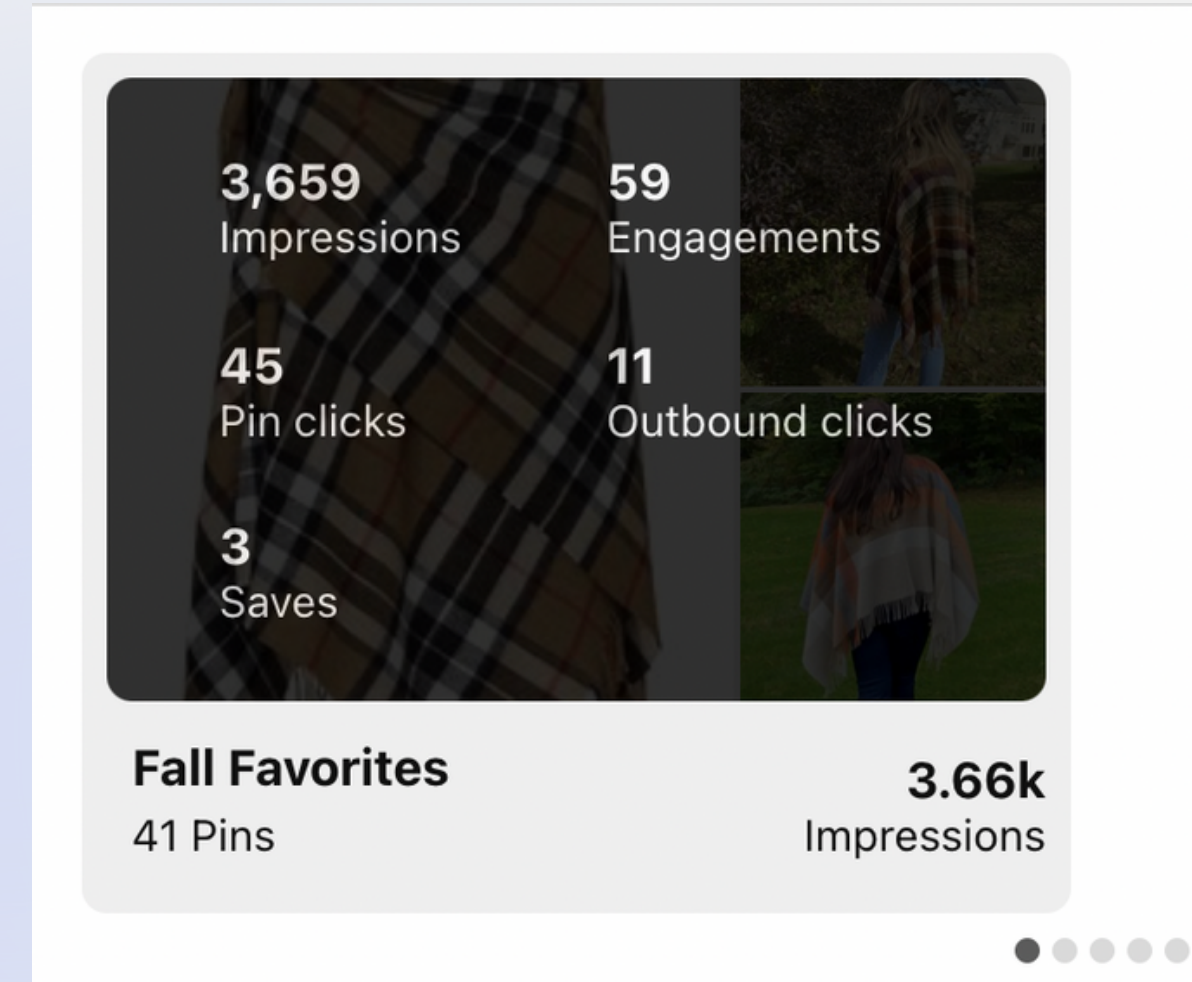 3,659
Impressions
59
Engagements
45
Pin clicks
11
Outbound clicks
3
Saves
Fall Favorites
41 Pins
3.66k
Impressions